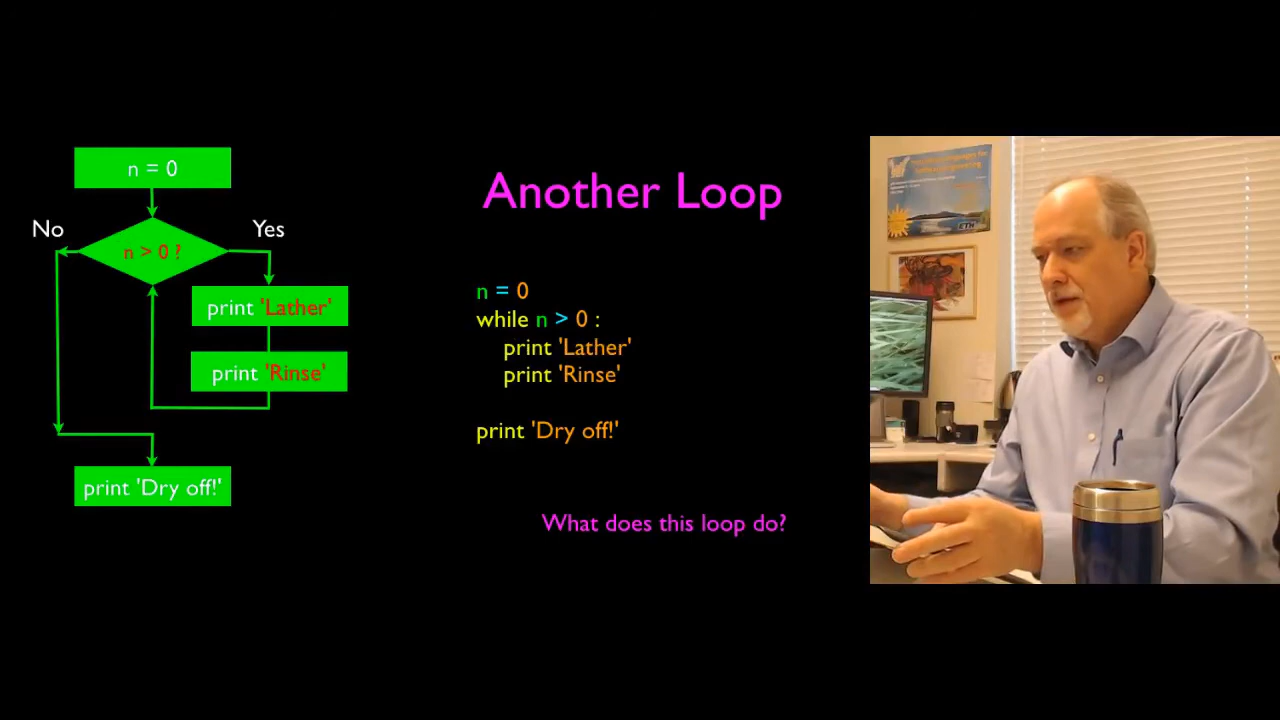 n = 0
No
Yes
n > 0 ?
print 'Lather'
print 'Rinse'
print 'Dry off!'
Another Loop
n = 0
while n > 0 :
print 'Lather'
print 'Rinse'
print 'Dry off!'
What does this loop do?
ETH